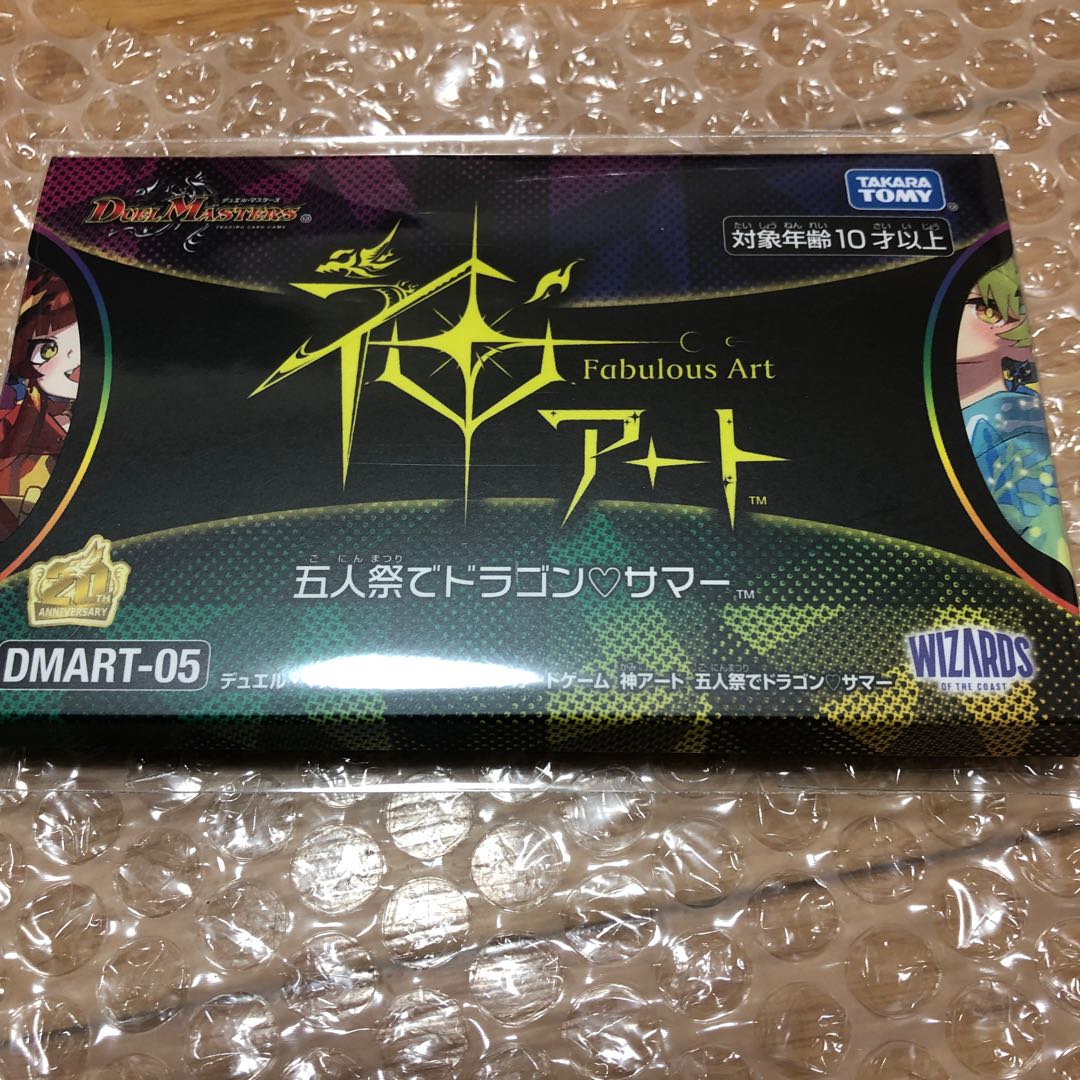 デュエル・マスターズ
DUEL MASTERS
TRADING CARD GAME
TAKARA TOMY
たいしょうねんれい さいいじょう
対象年齢10才以上
神アート
Fabulous Art
TM
ごにんまつり
五人祭でドラゴン♡サマー TM
20TH
ANNIVERSARY
DMART-05
かみ ごにんまつり
デュエル・ ドゲーム 神アート 五人祭でドラゴン♡サマー
WIZARDS
OF THE COAST